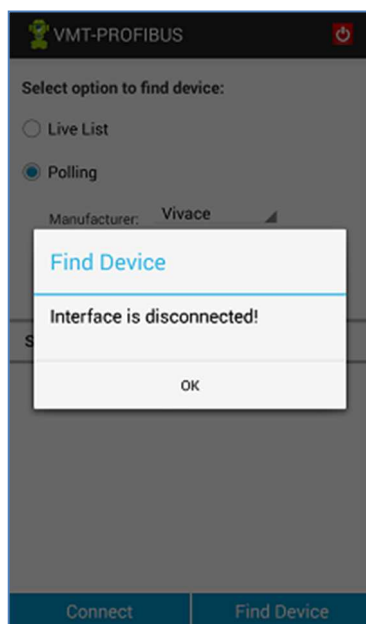 VMT-PROFIBUS
Select option to find device:
Live List
Polling
Manufacturer: Vivace
Find Device
Interface is disconnected!
S
OK
Connect Find Device